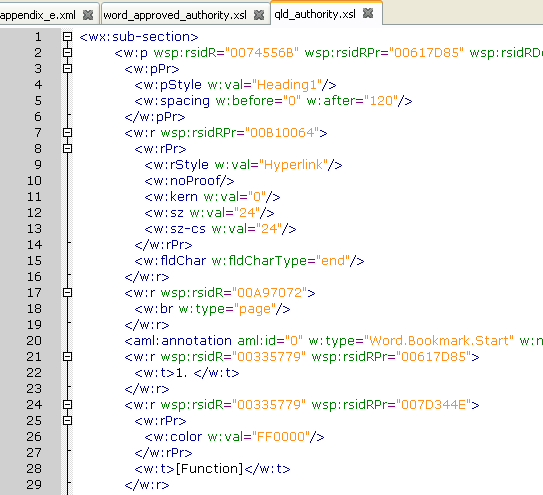 appendix_e.xml word_approved_authority.xsl qld_authority.xsl
1 <wx:sub-section>
2 <w:p wsp:rsidR="0074556B" wsp:rsidRPr="00617D85" wsp:rsidRD
3 <w:pPr>
4 <w:pStyle w:val="Heading1"/>
5 <w:spacing w:before="0" w:after="120"/>
6 </w:pPr>
7 <w:r wsp:rsidRPr="00B10064">
8 <w:rPr>
9 <w:rStyle w:val="Hyperlink"/>
10 <w:noProof/>
11 <w:kern w:val="0"/>
12 <w:sz w:val="24"/>
13 <w:sz-cs w:val="24"/>
14 </w:rPr>
15 <w:fldChar w:fldCharType="end"/>
16 </w:r>
17 <w:r wsp:rsidR="00A97072">
18 <w:br w:type="page"/>
19 </w:r>
20 <aml:annotation aml:id="0" w:type="Word.Bookmark.Start" w:n
21 <w:r wsp:rsidR="00335779" wsp:rsidRPr="00617D85">
22 <w:t>1. </w:t>
23 </w:r>
24 <w:r wsp:rsidR="00335779" wsp:rsidRPr="007D344E">
25 <w:rPr>
26 <w:color w:val="FF0000"/>
27 </w:rPr>
28 <w:t>[Function]</w:t>
29 </w:r>